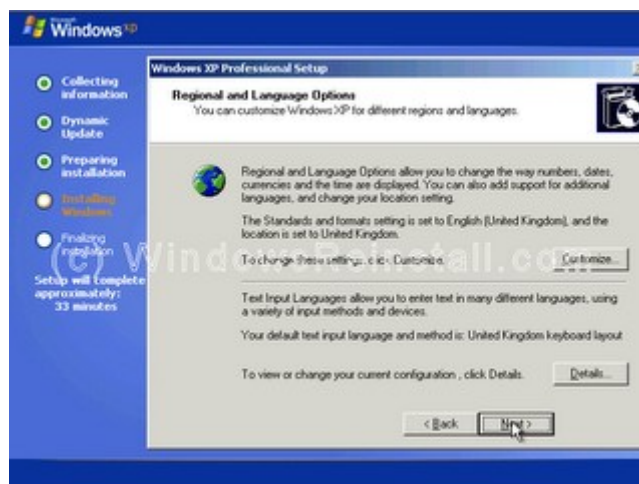 Microsoft
Windows xp
Collecting
information
Dynamic
Update
Preparing
installation
Installing
Windows
Finalizing
installation
Setup will complete
approximately:
33 minutes
Windows XP Professional Setup
Regional and Language Options
You can customize Windows XP for different regions and languages.
Regional and Language Options allow you to change the way numbers, dates,
currencies and the time are displayed. You can also add support for additional
languages, and change your location setting.
The Standards and formats setting is set to English (United Kingdom), and the
location is set to United Kingdom.
To change these settings, click Customize.
Customize...
Text Input Languages allow you to enter text in many different languages, using
a variety of input methods and devices.
Your default text input language and method is: United Kingdom keyboard layout
To view or change your current configuration , click Details.
Details...
< Back
Next >
(c) WindowsReinstall.com